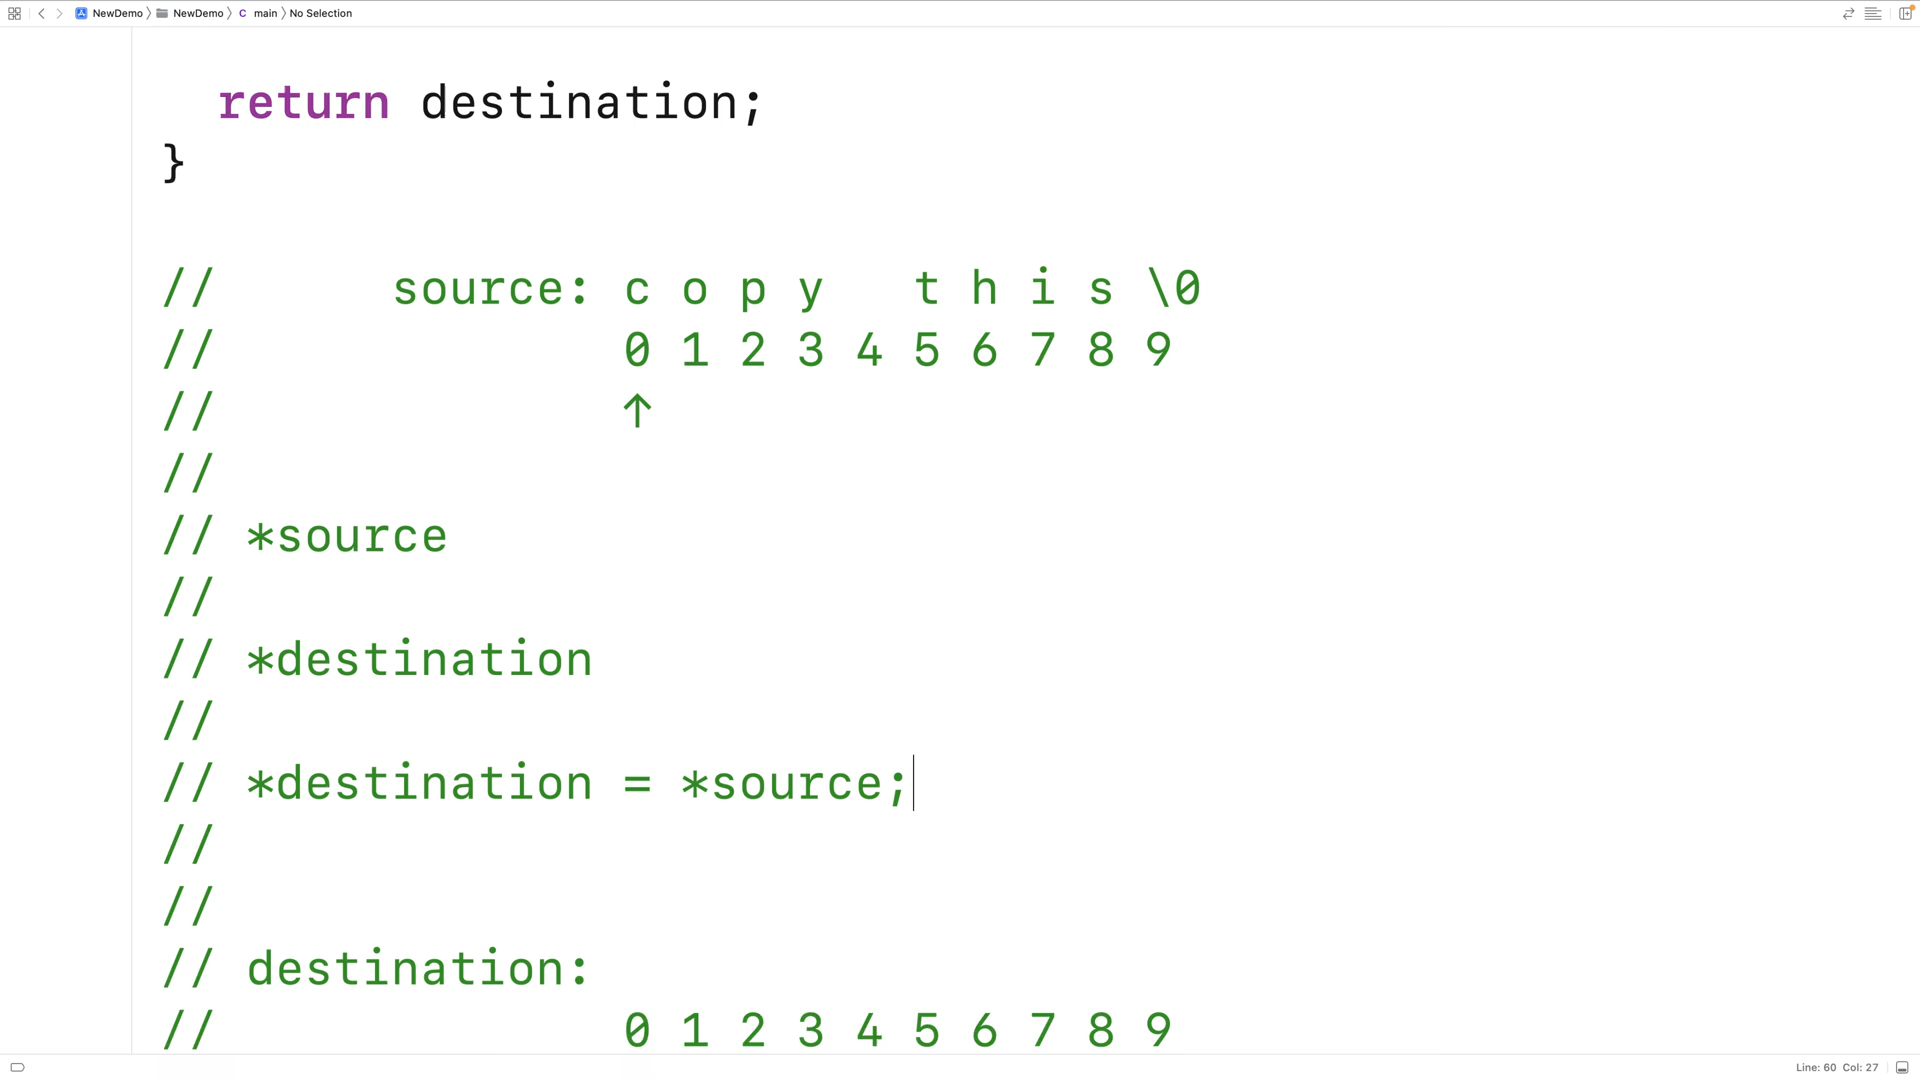 NewDemo 〉 NewDemo 〉 C main 〉 No Selection
return destination;
}
//      source: c o p y   t h i s \0
//              0 1 2 3 4 5 6 7 8 9
//              ↑
//
// *source
//
// *destination
//
// *destination = *source;
//
//
// destination:
//              0 1 2 3 4 5 6 7 8 9
Line: 60 Col: 27